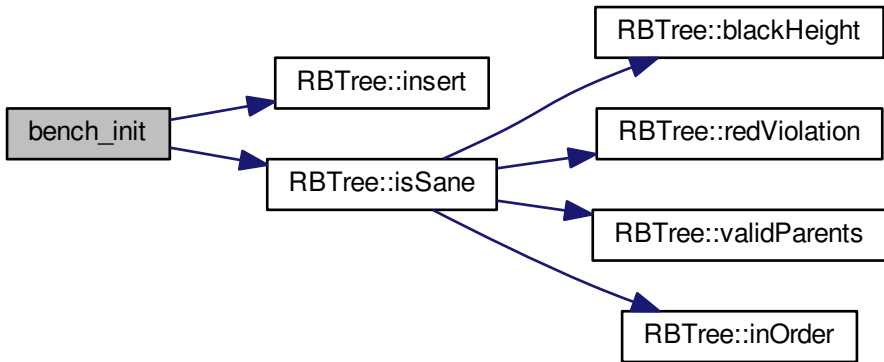 bench_init
RBTree::insert
RBTree::isSane
RBTree::blackHeight
RBTree::redViolation
RBTree::validParents
RBTree::inOrder